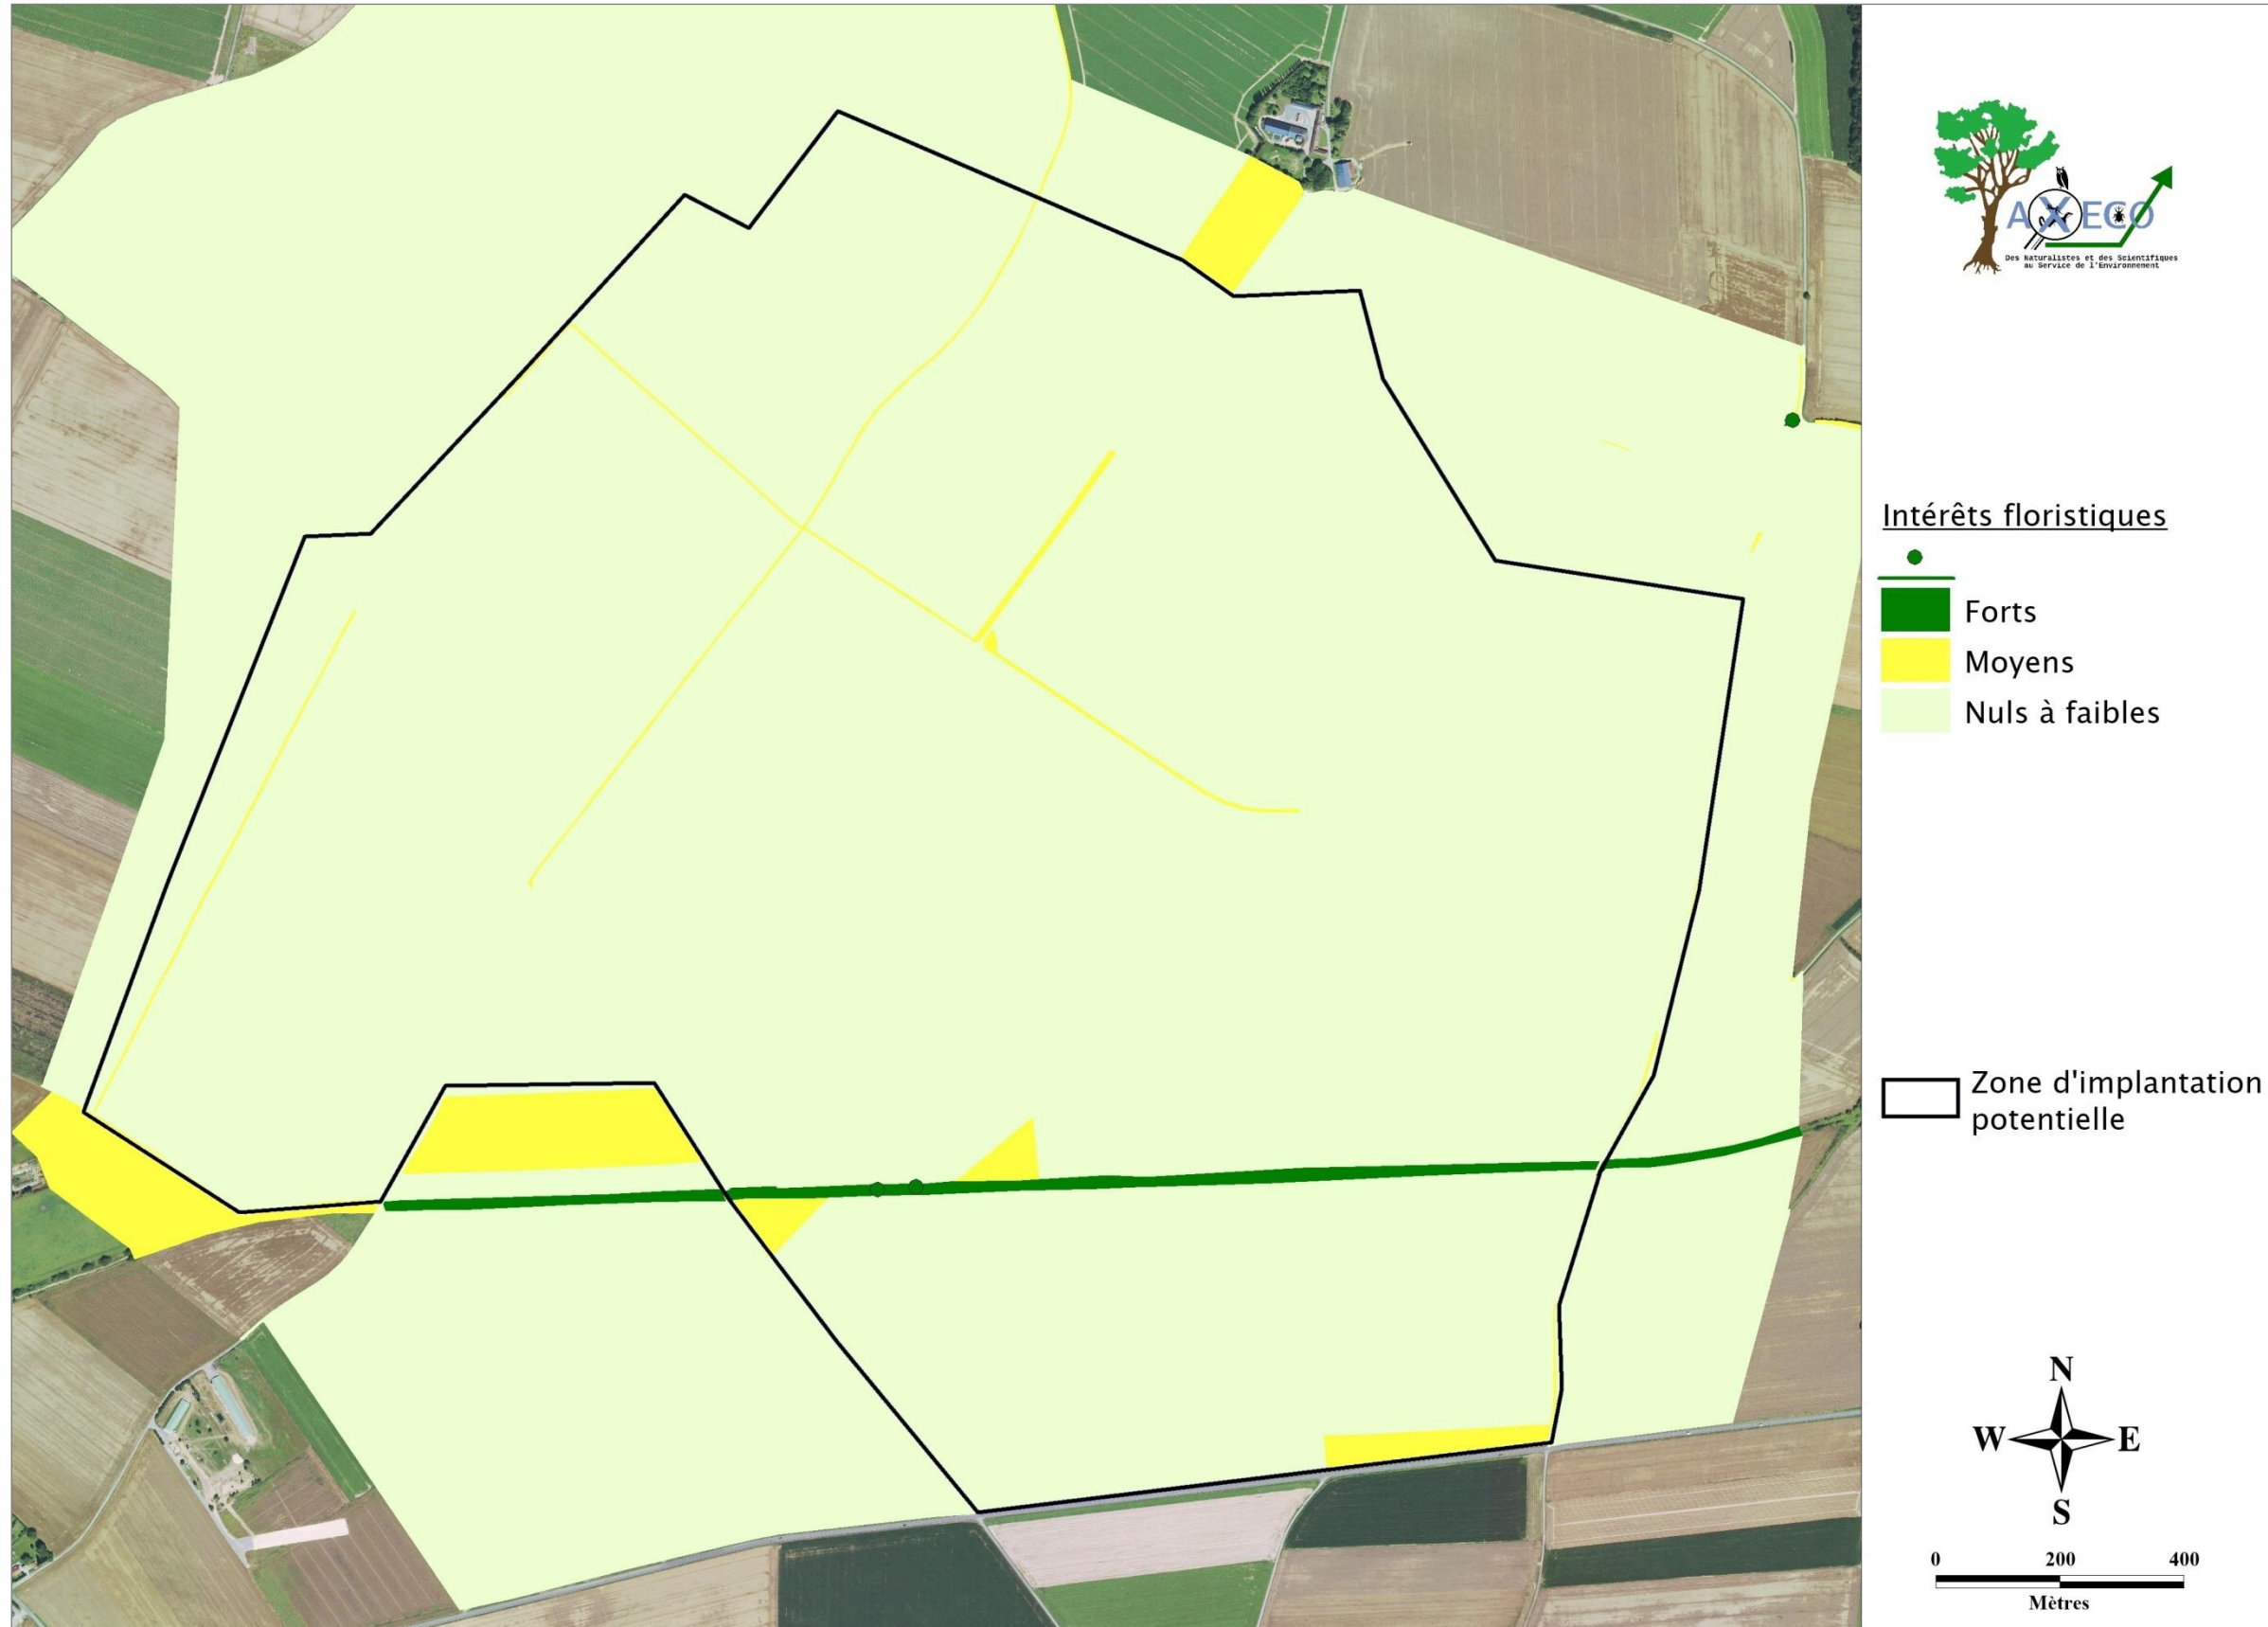 AXECO
Des Naturalistes et des Scientifiques
au Service de l'Environnement
Intérêts floristiques
Forts
Moyens
Nuls à faibles
Zone d'implantation
potentielle
N
W
E
S
0 200 400
Mètres